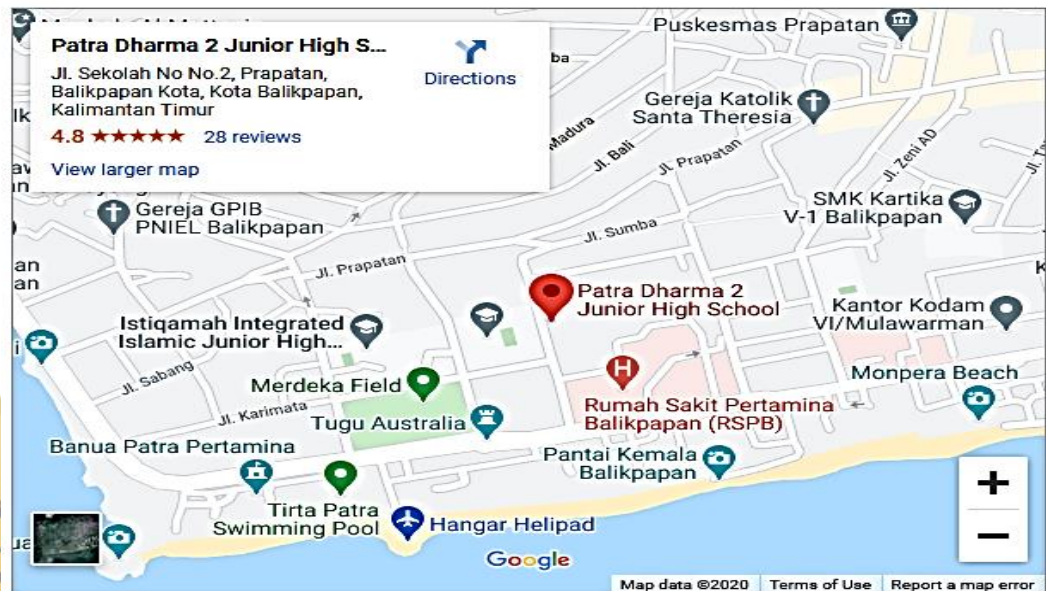 Patra Dharma 2 Junior High S...
Jl. Sekolah No No.2, Prapatan,
Balikpapan Kota, Kota Balikpapan,
Kalimantan Timur
4.8 ★★★★★ 28 reviews
View larger map
Directions
Puskesmas Prapatan
Gereja Katolik
Santa Theresia
Madura
Jl. Bali
Jl. Prapatan
Jl. Zeni AD
SMK Kartika
V-1 Balikpapan
Gereja GPIB
PNIEL Balikpapan
Jl. Sumba
Jl. Prapatan
Patra Dharma 2
Junior High School
Kantor Kodam
VI/Mulawarman
Istiqamah Integrated
Islamic Junior High...
Jl. Sabang
Merdeka Field
H
Monpera Beach
Jl. Karimata
Tugu Australia
Rumah Sakit Pertamina
Balikpapan (RSPB)
Banua Patra Pertamina
Pantai Kemala
Balikpapan
Tirta Patra
Swimming Pool
Hangar Helipad
+
−
Google
Map data ©2020
Terms of Use
Report a map error